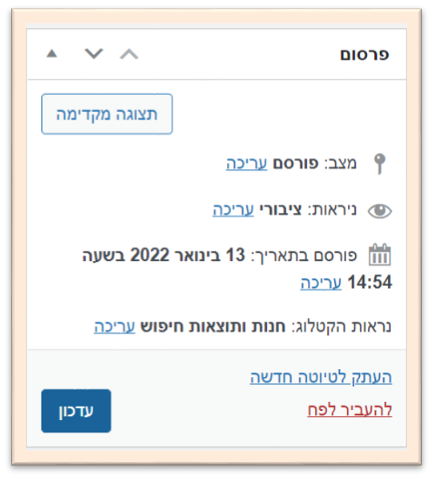 פרסום
תצוגה מקדימה
מצב: פורסם עריכה
ניראות: ציבורי עריכה
פורסם בתאריך: 13 בינואר 2022 בשעה
14:54 עריכה
נראות הקטלוג: חנות ותוצאות חיפוש עריכה
העתק לטיוטה חדשה
להעביר לפח
עדכון